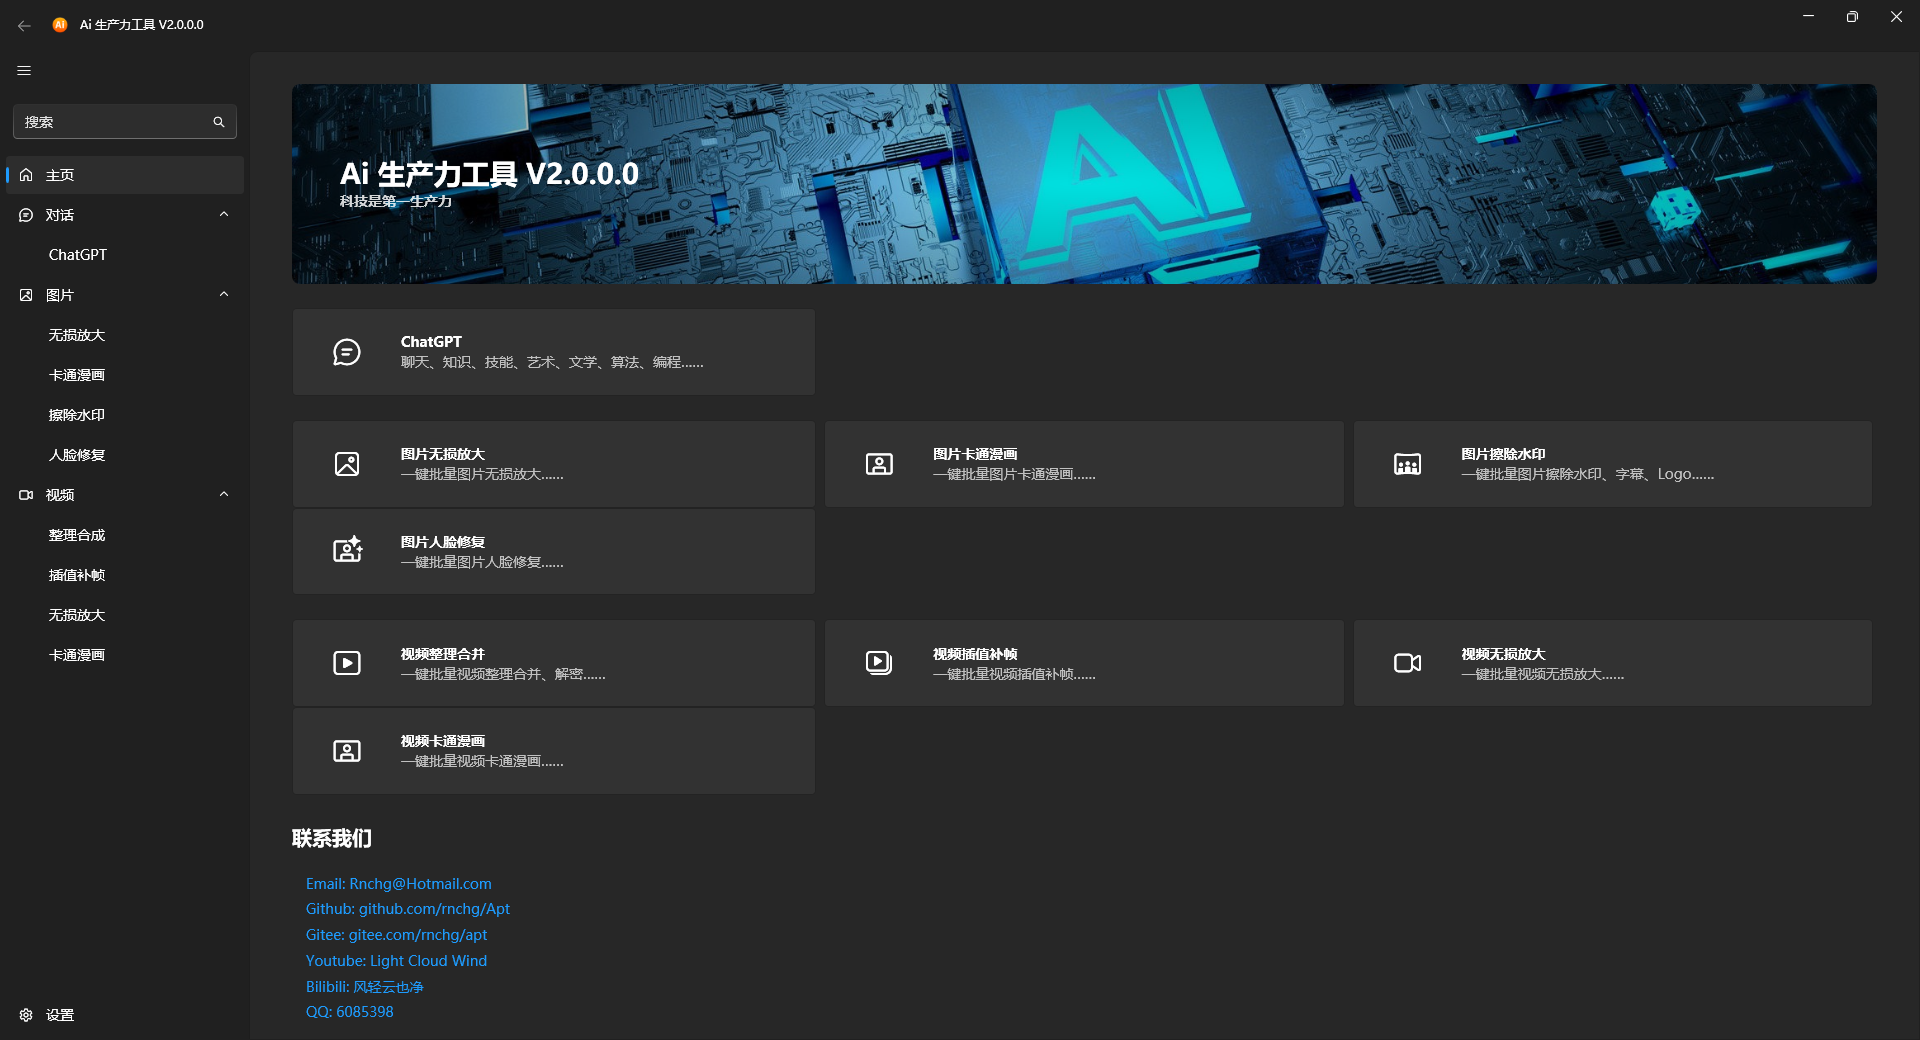 Ai 生产力工具 V2.0.0.0
搜索
主页
对话
ChatGPT
图片
无损放大
卡通漫画
擦除水印
人脸修复
视频
整理合成
插值补帧
无损放大
卡通漫画
设置
Ai 生产力工具 V2.0.0.0
科技是第一生产力
AI
ChatGPT
聊天、知识、技能、艺术、文学、算法、编程......
图片无损放大
一键批量图片无损放大......
图片卡通漫画
一键批量图片卡通漫画......
图片擦除水印
一键批量图片擦除水印、字幕、Logo......
图片人脸修复
一键批量图片人脸修复......
视频整理合并
一键批量视频整理合并、解密......
视频插值补帧
一键批量视频插值补帧......
视频无损放大
一键批量视频无损放大......
视频卡通漫画
一键批量视频卡通漫画......
联系我们
Email: Rnchg@Hotmail.com
Github: github.com/rnchg/Apt
Gitee: gitee.com/rnchg/apt
Youtube: Light Cloud Wind
Bilibili: 风轻云也净
QQ: 6085398